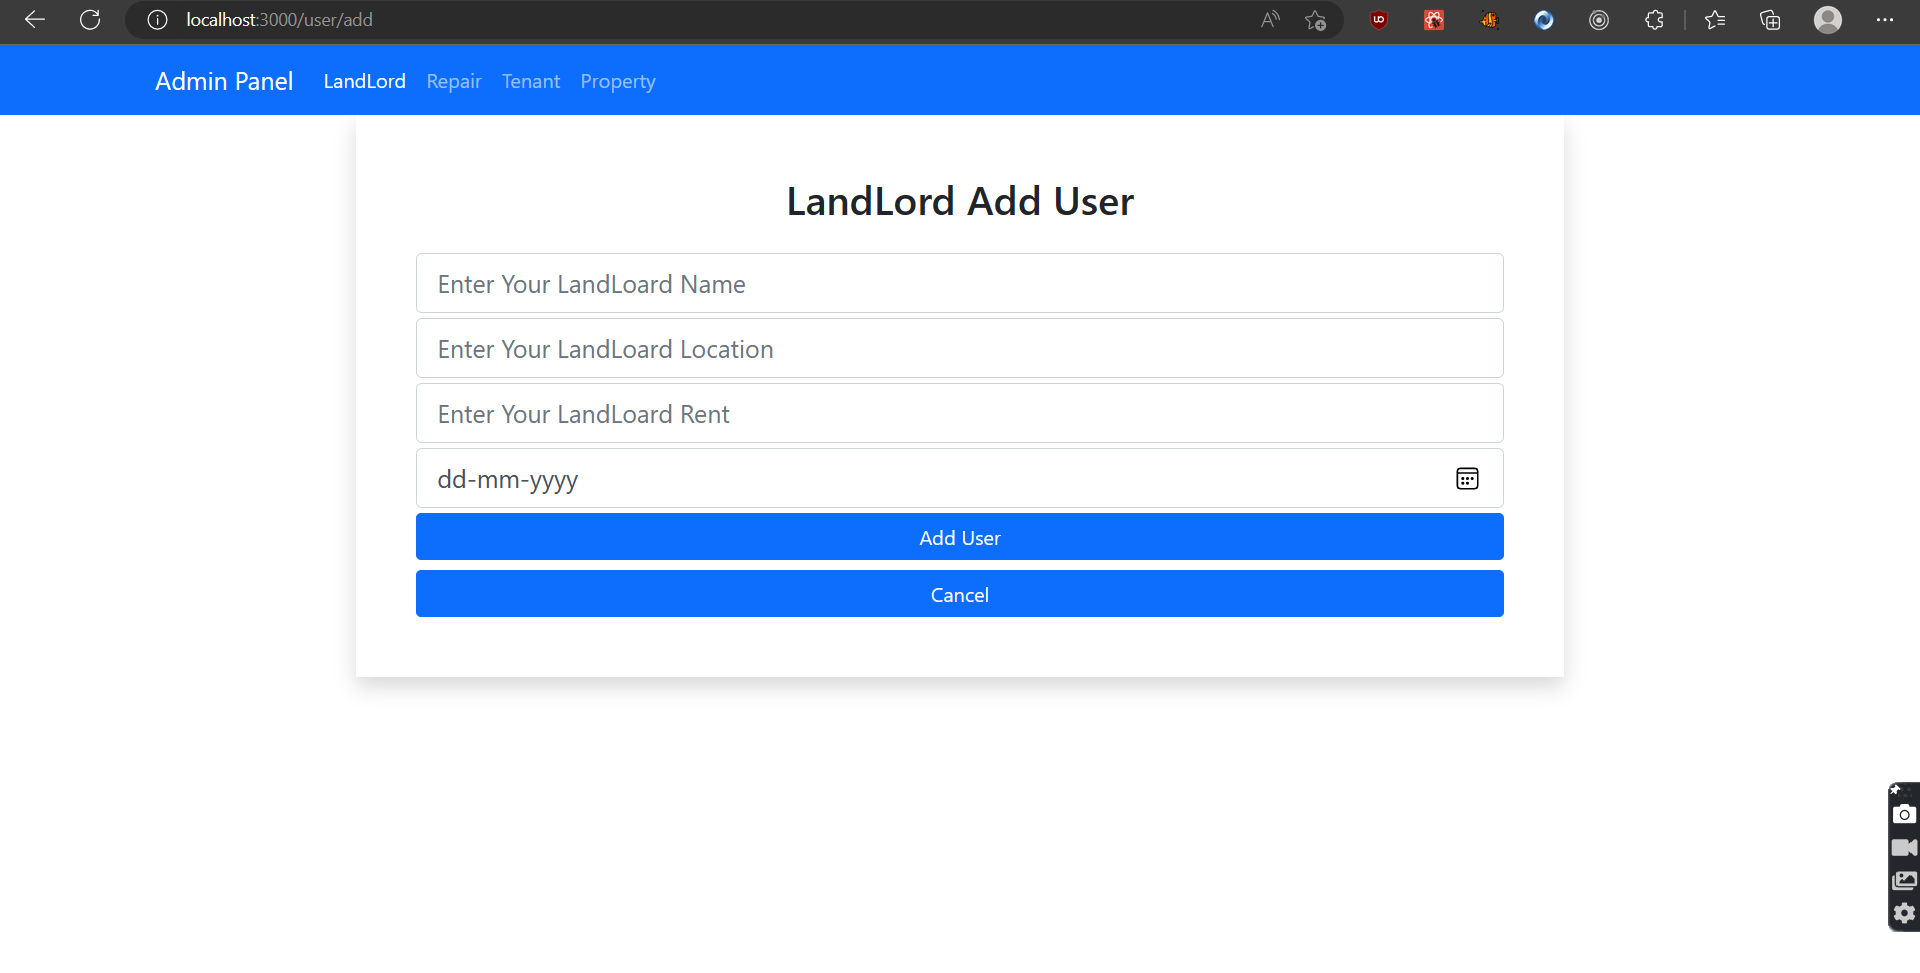 localhost:3000/user/add
Admin Panel LandLord Repair Tenant Property
LandLord Add User
Enter Your LandLoard Name
Enter Your LandLoard Location
Enter Your LandLoard Rent
dd-mm-yyyy
Add User
Cancel